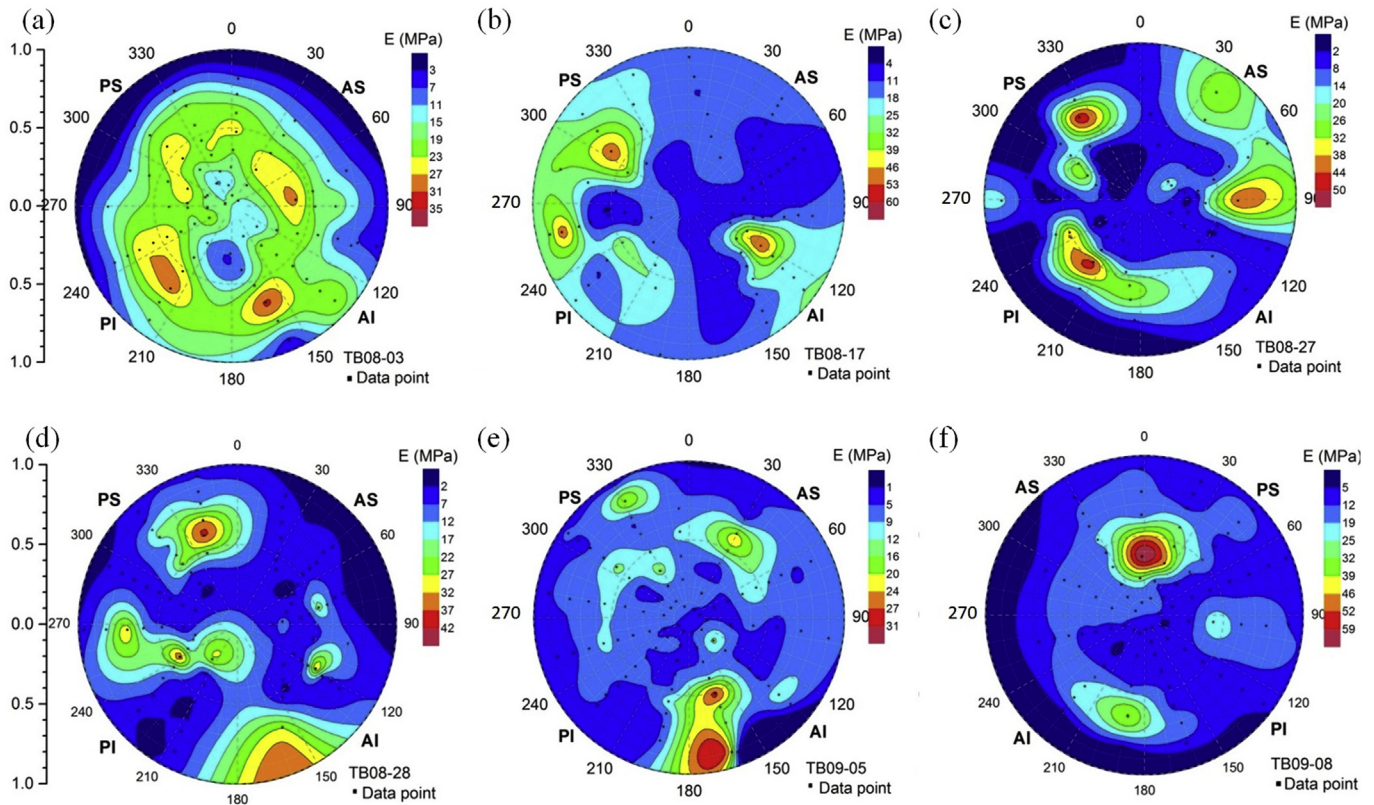 (a)
0
330
30
E (MPa)
PS
AS
300
60
270
90
240
120
PI
AI
210
150
180
1.0
0.5
0.0
0.5
1.0
3
7
11
15
19
23
27
31
35
TB08-03
Data point
(b)
0
330
30
E (MPa)
PS
AS
300
60
270
90
240
120
PI
AI
210
150
180
4
11
18
25
32
39
46
53
60
TB08-17
Data point
(c)
0
330
30
E (MPa)
PS
AS
300
60
270
90
240
120
PI
AI
210
150
180
2
8
14
20
26
32
38
44
50
TB08-27
Data point
(d)
0
330
30
E (MPa)
PS
AS
300
60
270
90
240
120
PI
AI
210
150
180
1.0
0.5
0.0
0.5
1.0
2
7
12
17
22
27
32
37
42
TB08-28
Data point
(e)
0
330
30
E (MPa)
PS
AS
300
60
270
90
240
120
PI
AI
210
150
180
1
5
9
12
16
20
24
27
31
TB09-05
Data point
(f)
0
330
30
E (MPa)
AS
PS
300
60
270
90
240
120
AI
PI
210
150
180
5
12
19
25
32
39
46
52
59
TB09-08
Data point